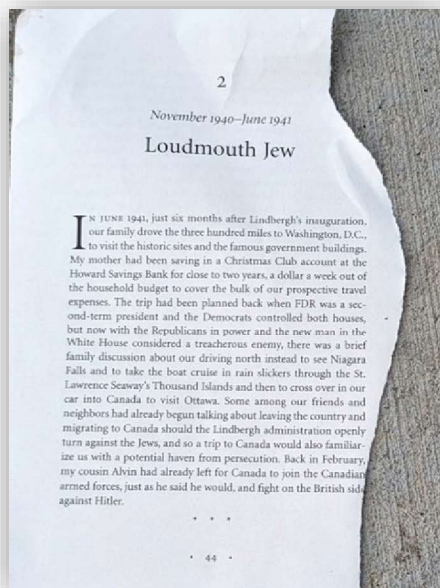 2
November 1940–June 1941
Loudmouth Jew
IN JUNE 1941, just six months after Lindbergh's inauguration,
our family drove the three hundred miles to Washington, D.C.,
to visit the historic sites and the famous government buildings.
My mother had been saving in a Christmas Club account at the
Howard Savings Bank for close to two years, a dollar a week out of
the household budget to cover the bulk of our prospective travel
expenses. The trip had been planned back when FDR was a sec-
ond-term president and the Democrats controlled both houses,
but now with the Republicans in power and the new man in the
White House considered a treacherous enemy, there was a brief
family discussion about our driving north instead to see Niagara
Falls and to take the boat cruise in rain slickers through the St.
Lawrence Seaway's Thousand Islands and then to cross over in our
car into Canada to visit Ottawa. Some among our friends and
neighbors had already begun talking about leaving the country and
migrating to Canada should the Lindbergh administration openly
turn against the Jews, and so a trip to Canada would also familiar-
ize us with a potential haven from persecution. Back in February,
my cousin Alvin had already left for Canada to join the Canadian
armed forces, just as he said he would, and fight on the British side
against Hitler.
• • •
• 44 •